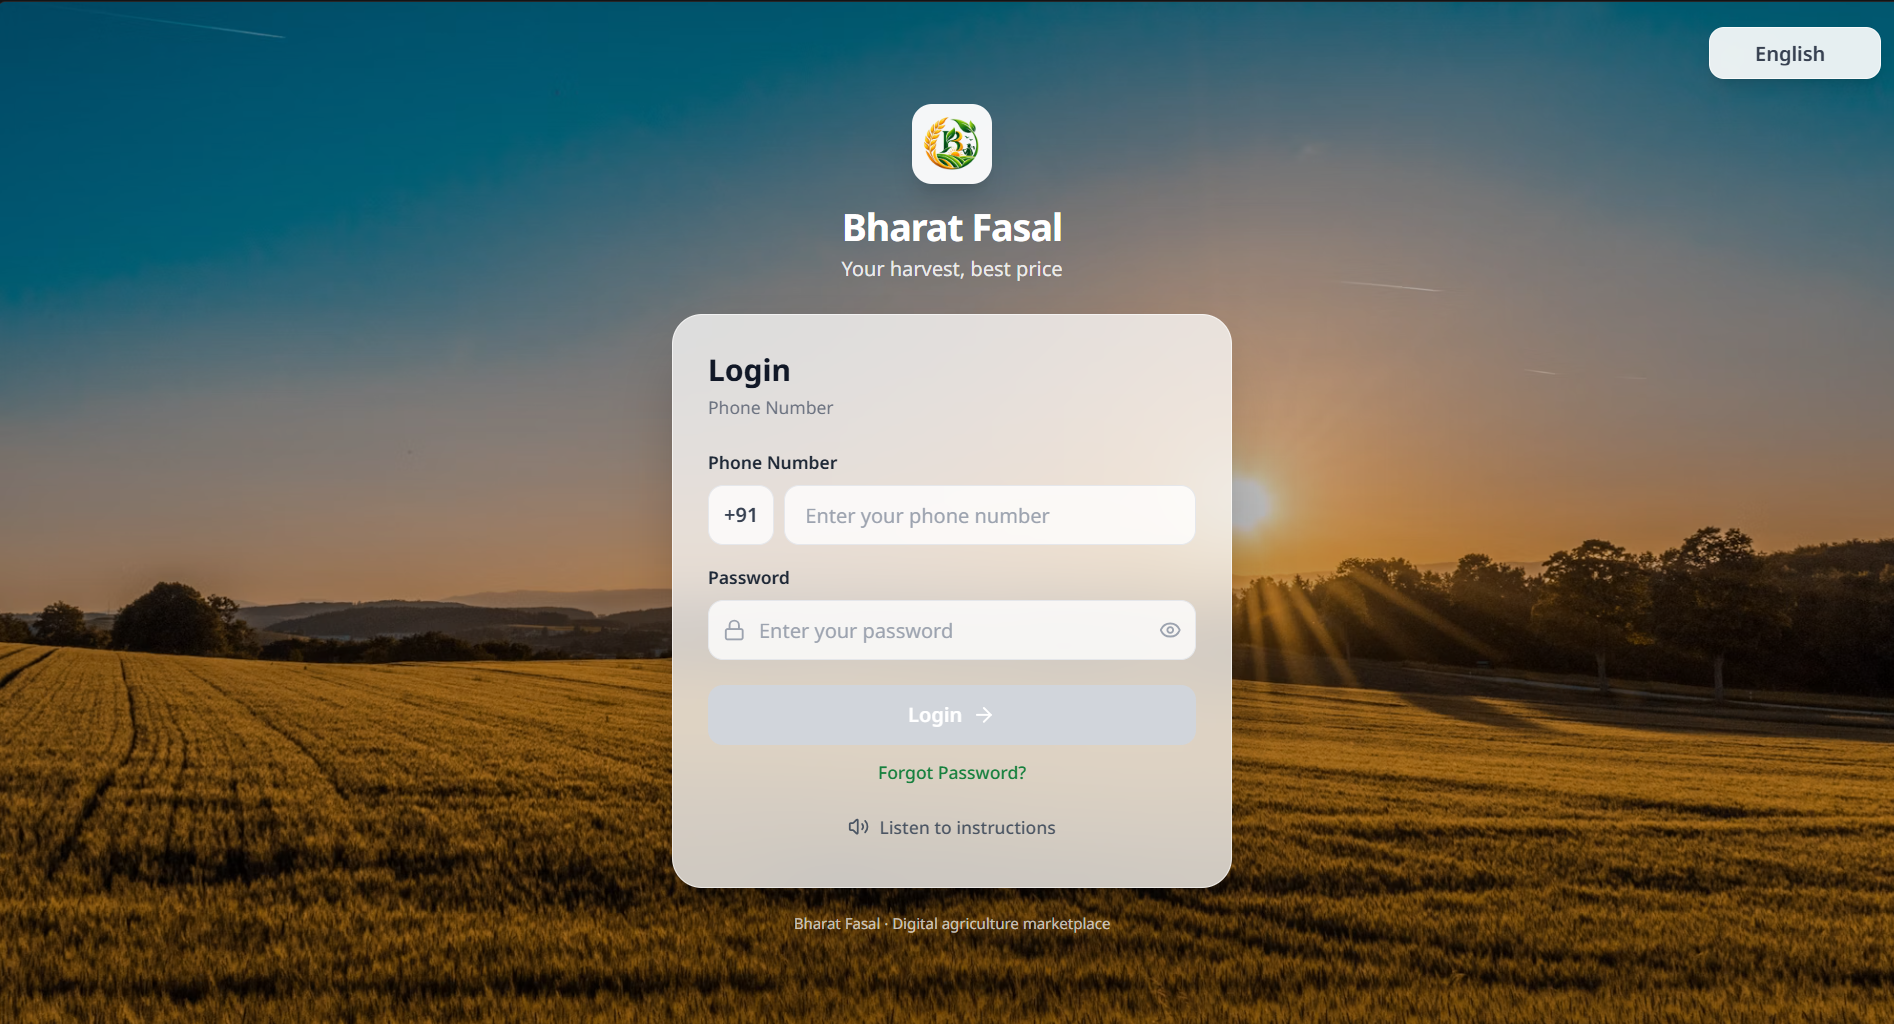 English
Bharat Fasal
Your harvest, best price
Login
Phone Number
Phone Number
+91 Enter your phone number
Password
Enter your password
Login →
Forgot Password?
Listen to instructions
Bharat Fasal · Digital agriculture marketplace